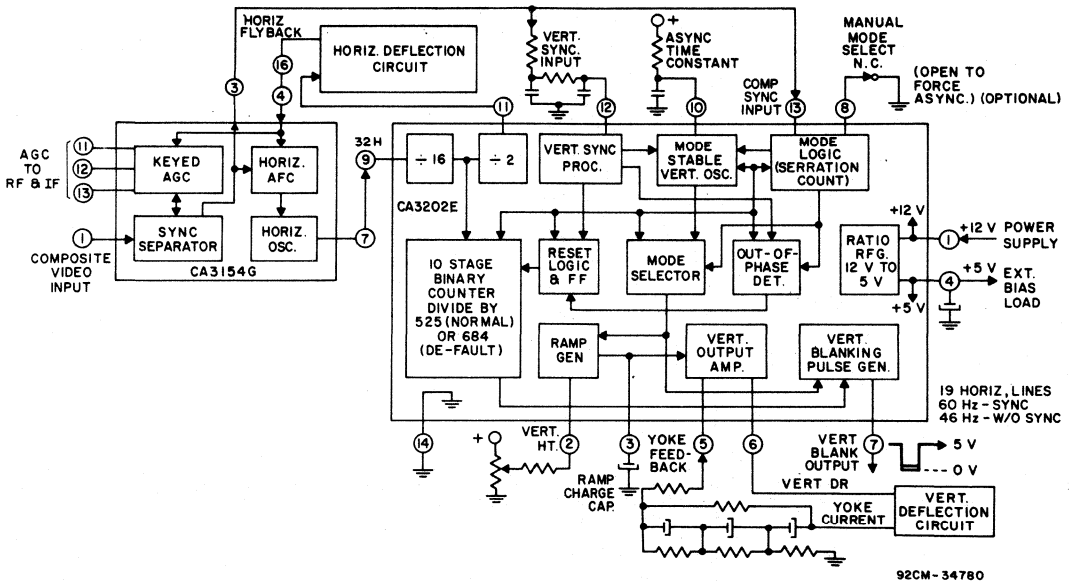 HORIZ
FLYBACK
HORIZ. DEFLECTION
CIRCUIT
VERT.
SYNC.
INPUT
+
ASYNC
TIME
CONSTANT
MANUAL
MODE
SELECT
N.C.
(OPEN TO
FORCE
ASYNC.) (OPTIONAL)
COMP
SYNC
INPUT
3
16
4
11
12
10
13
8
AGC
TO
RF & IF
11
12
13
KEYED
AGC
HORIZ.
AFC
SYNC
SEPARATOR
HORIZ.
OSC.
1
COMPOSITE
VIDEO
INPUT
CA3154G
7
32H
9
÷ 16
÷ 2
CA3202E
VERT. SYNC
PROC.
MODE
STABLE
VERT. OSC.
MODE
LOGIC
(SERRATION
COUNT)
10 STAGE
BINARY
COUNTER
DIVIDE BY
525 (NORMAL)
OR 684
(DE-FAULT)
RESET
LOGIC
& FF
MODE
SELECTOR
OUT-OF-
PHASE
DET.
RATIO
RFG.
12 V TO
5 V
+12 V
1
+12 V POWER
SUPPLY
+5 V
4
+5 V
EXT.
BIAS
LOAD
RAMP
GEN
VERT.
OUTPUT
AMP.
VERT.
BLANKING
PULSE GEN.
19 HORIZ, LINES
60 Hz - SYNC
46 Hz - W/O SYNC
14
+
VERT.
HT.
2
3
RAMP
CHARGE
CAP.
YOKE
FEED-
BACK
5
6
VERT
BLANK
OUTPUT
7
5 V
0 V
VERT DR
YOKE
CURRENT
VERT.
DEFLECTION
CIRCUIT
92CM-34780